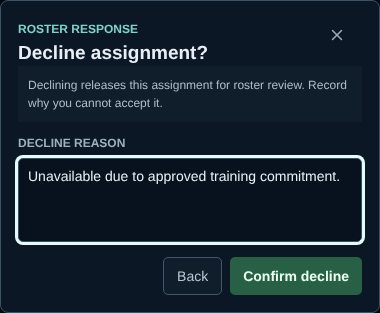 ROSTER RESPONSE
Decline assignment?
Declining releases this assignment for roster review. Record
why you cannot accept it.
DECLINE REASON
Unavailable due to approved training commitment.
Back
Confirm decline